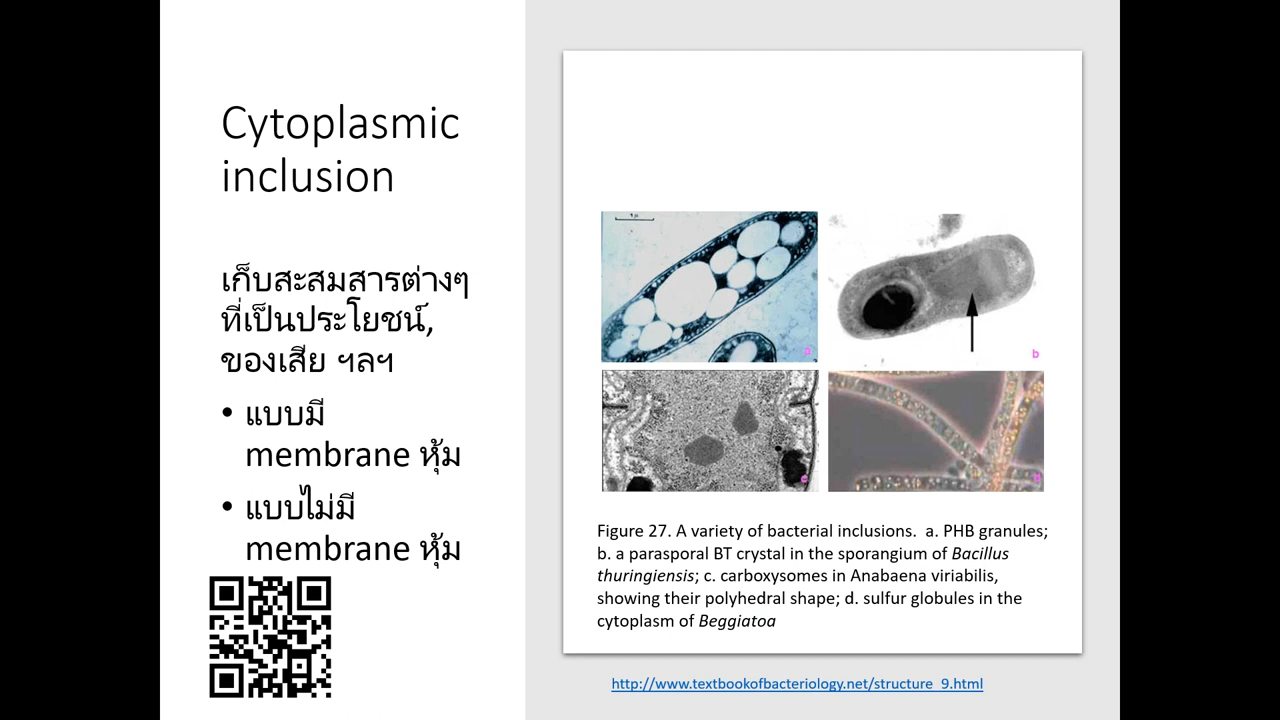 Cytoplasmic
inclusion
เก็บสะสมสารต่างๆ
ที่เป็นประโยชน์,
ของเสีย ฯลฯ
• แบบมี
membrane หุ้ม
• แบบไม่มี
membrane หุ้ม
a
b
c
d
Figure 27. A variety of bacterial inclusions.  a. PHB granules;
b. a parasporal BT crystal in the sporangium of Bacillus
thuringiensis; c. carboxysomes in Anabaena viriabilis,
showing their polyhedral shape; d. sulfur globules in the
cytoplasm of Beggiatoa
http://www.textbookofbacteriology.net/structure_9.html